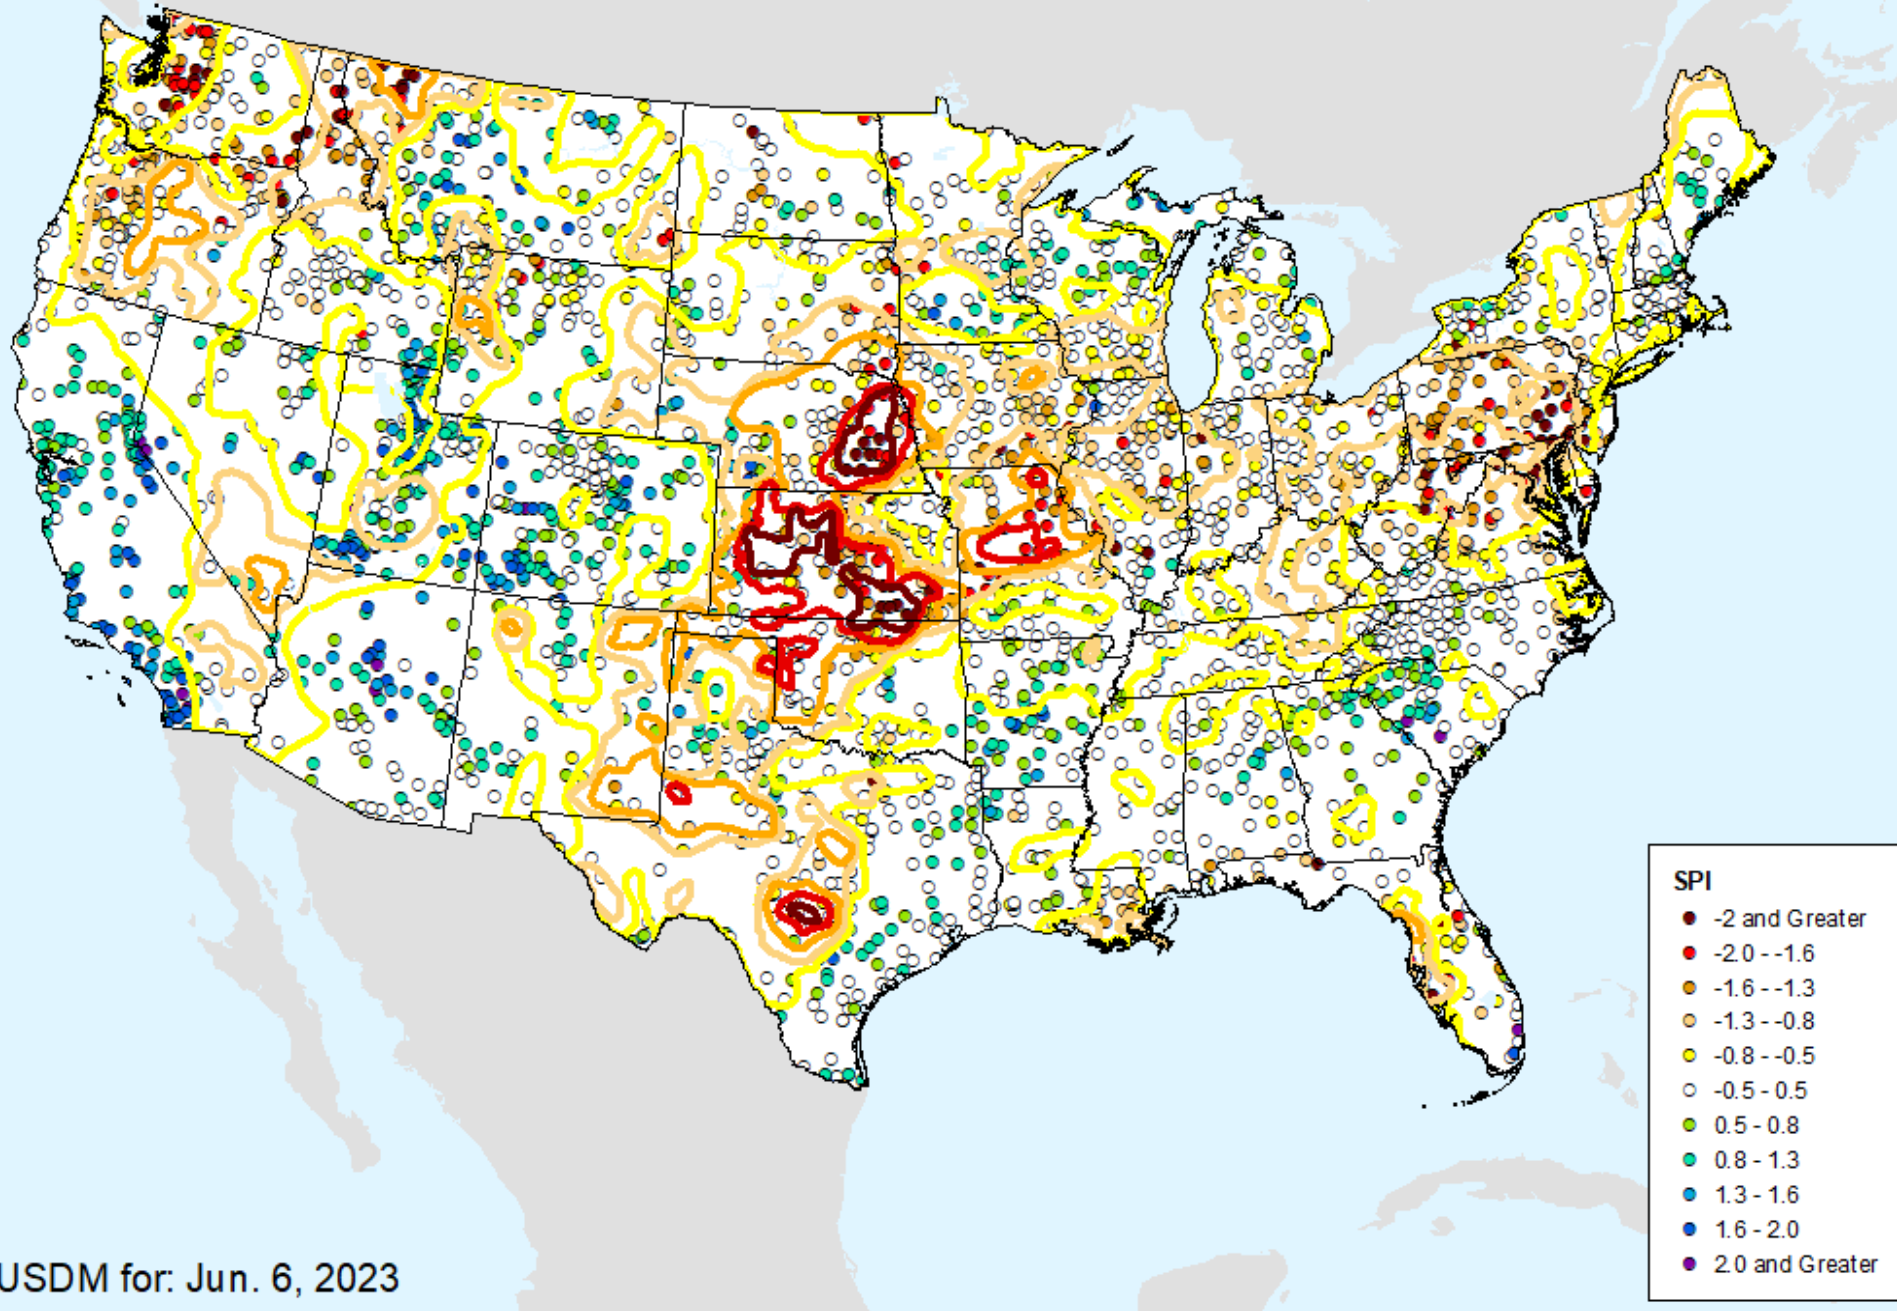 SPI
-2 and Greater
-2.0 - -1.6
-1.6 - -1.3
-1.3 - -0.8
-0.8 - -0.5
-0.5 - 0.5
0.5 - 0.8
0.8 - 1.3
1.3 - 1.6
1.6 - 2.0
2.0 and Greater
USDM for: Jun. 6, 2023